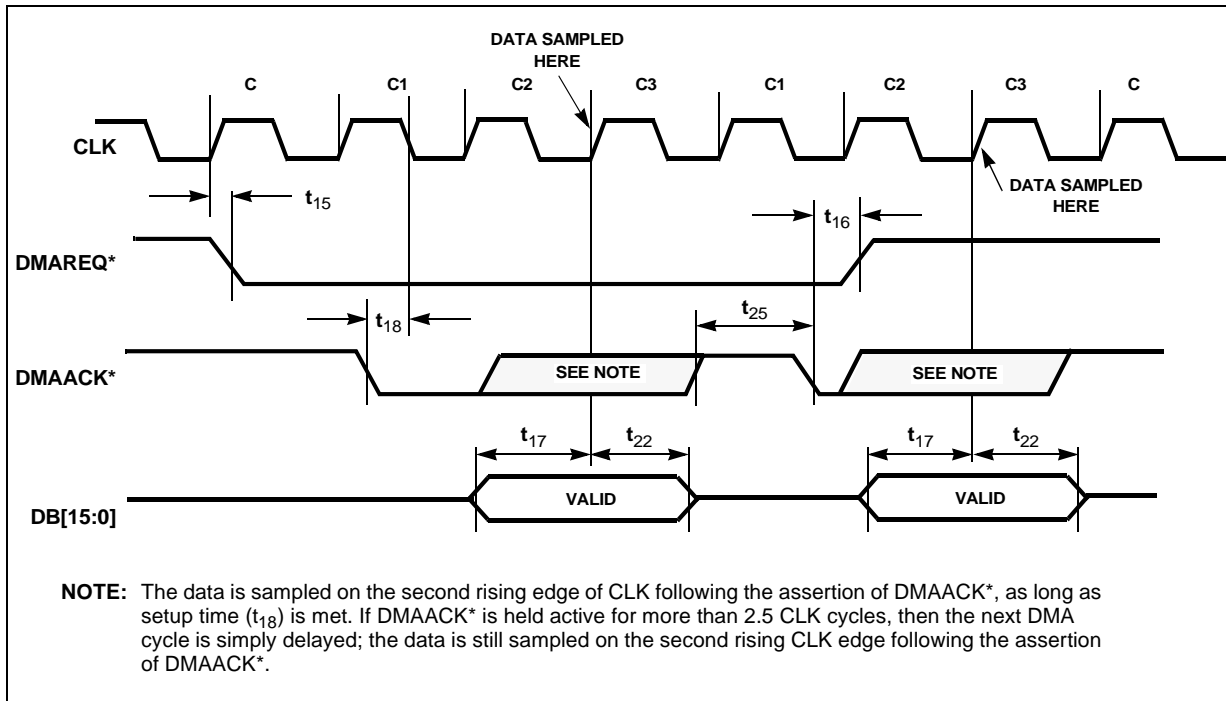 DATA SAMPLED
HERE
C C1 C2 C3 C1 C2 C3 C
CLK
DATA SAMPLED
HERE
t15 t16
DMAREQ*
t18 t25
DMAACK* SEE NOTE SEE NOTE
t17 t22 t17 t22
VALID VALID
DB[15:0]
NOTE: The data is sampled on the second rising edge of CLK following the assertion of DMAACK*, as long as
setup time (t18) is met. If DMAACK* is held active for more than 2.5 CLK cycles, then the next DMA
cycle is simply delayed; the data is still sampled on the second rising CLK edge following the assertion
of DMAACK*.